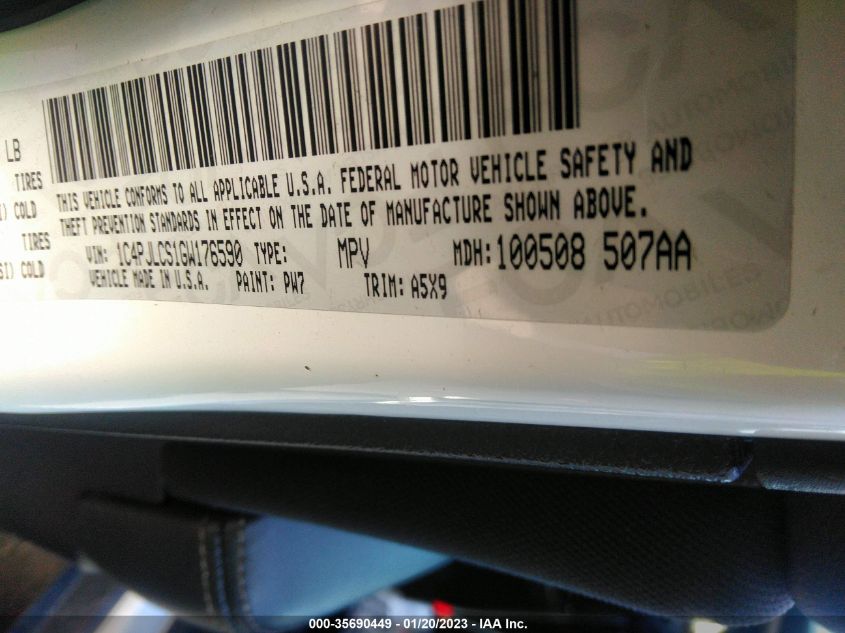 LB
TIRES
I) COLD
TIRES
SI) COLD
THIS VEHICLE CONFORMS TO ALL APPLICABLE U.S.A. FEDERAL MOTOR VEHICLE SAFETY AND
THEFT PREVENTION STANDARDS IN EFFECT ON THE DATE OF MANUFACTURE SHOWN ABOVE.
VIN: 1C4PJLCS1GW176590 TYPE: MPV MDH: 100508 507AA
VEHICLE MADE IN U.S.A. PAINT: PW7 TRIM: A5X9
000-35690449 - 01/20/2023 - IAA Inc.